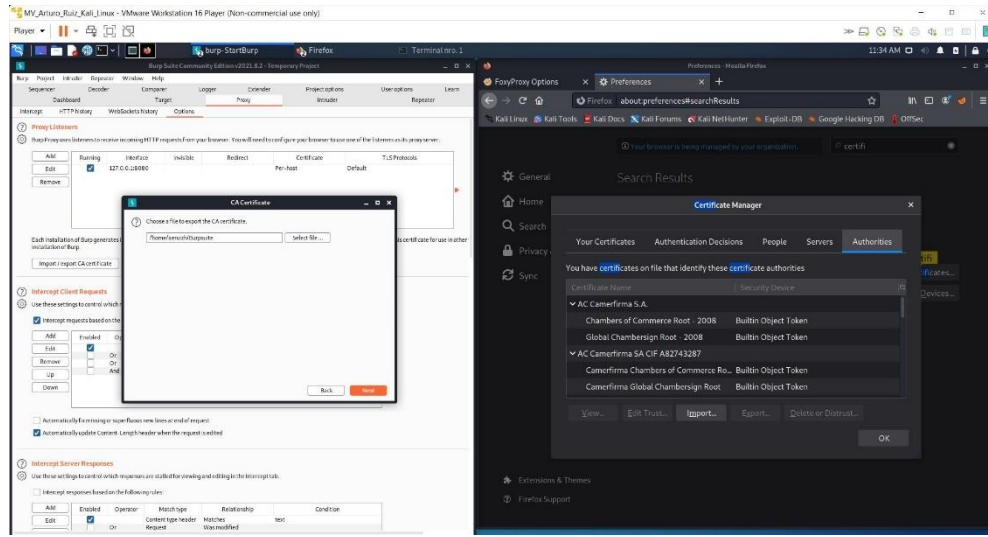 MV_Arturo_Ruiz_Kali_Linux - VMware Workstation 16 Player (Non-commercial use only)
Player
burp-StartBurp
Firefox
Terminal nro. 1
11:34 AM
Burp Suite Community Edition v2021.8.2 - Temporary Project
Burp Project Intruder Repeater Window Help
Sequencer Decoder Comparer Logger Extender Project options User options Learn
Dashboard Target Proxy Intruder Repeater
Intercept HTTP history WebSockets history Options
Proxy Listeners
Burp Proxy uses listeners to receive incoming HTTP requests from your browser. You will need to configure your browser to use one of the listeners as its proxy server.
Add
Running Interface Invisible Redirect Certificate TLS Protocols
Edit
127.0.0.1:8080 Per-host Default
Remove
CA Certificate
Choose a file to export the CA certificate.
Select file ...
Back
Next
Each installation of Burp generates
installation of Burp
Import / export CA certificate
Intercept Client Requests
Use these settings to control which
Intercept requests based on the
Add
Enabled
Edit
Or
Remove
Or
Up
And
Down
Automatically fix missing or superfluous new lines at end of request
Automatically update Content-Length header when the request is edited
Intercept Server Responses
Use these settings to control which responses are stalled for viewing and editing in the Intercept tab.
Intercept responses based on the following rules:
Add
Enabled Operator Match type Relationship Condition
Edit
Content type header Matches text
Or Request Was modified
Preferences - Mozilla Firefox
FoxyProxy Options
Preferences
Firefox about:preferences#searchResults
Kali Linux Kali Tools Kali Docs Kali Forums Kali NetHunter Exploit-DB Google Hacking DB OffSec
Your browser is being managed by your organization.
certifi
General
Search Results
Home
Search
Privacy
Sync
Certificate Manager
Your Certificates Authentication Decisions People Servers Authorities
You have certificates on file that identify these certificate authorities
Certificate Name Security Device
AC Camerfirma S.A.
Chambers of Commerce Root - 2008 Builtin Object Token
Global Chambersign Root - 2008 Builtin Object Token
AC Camerfirma SA CIF A82743287
Camerfirma Chambers of Commerce Ro... Builtin Object Token
Camerfirma Global Chambersign Root Builtin Object Token
View... Edit Trust... Import... Export... Delete or Distrust...
OK
Extensions & Themes
Firefox Support